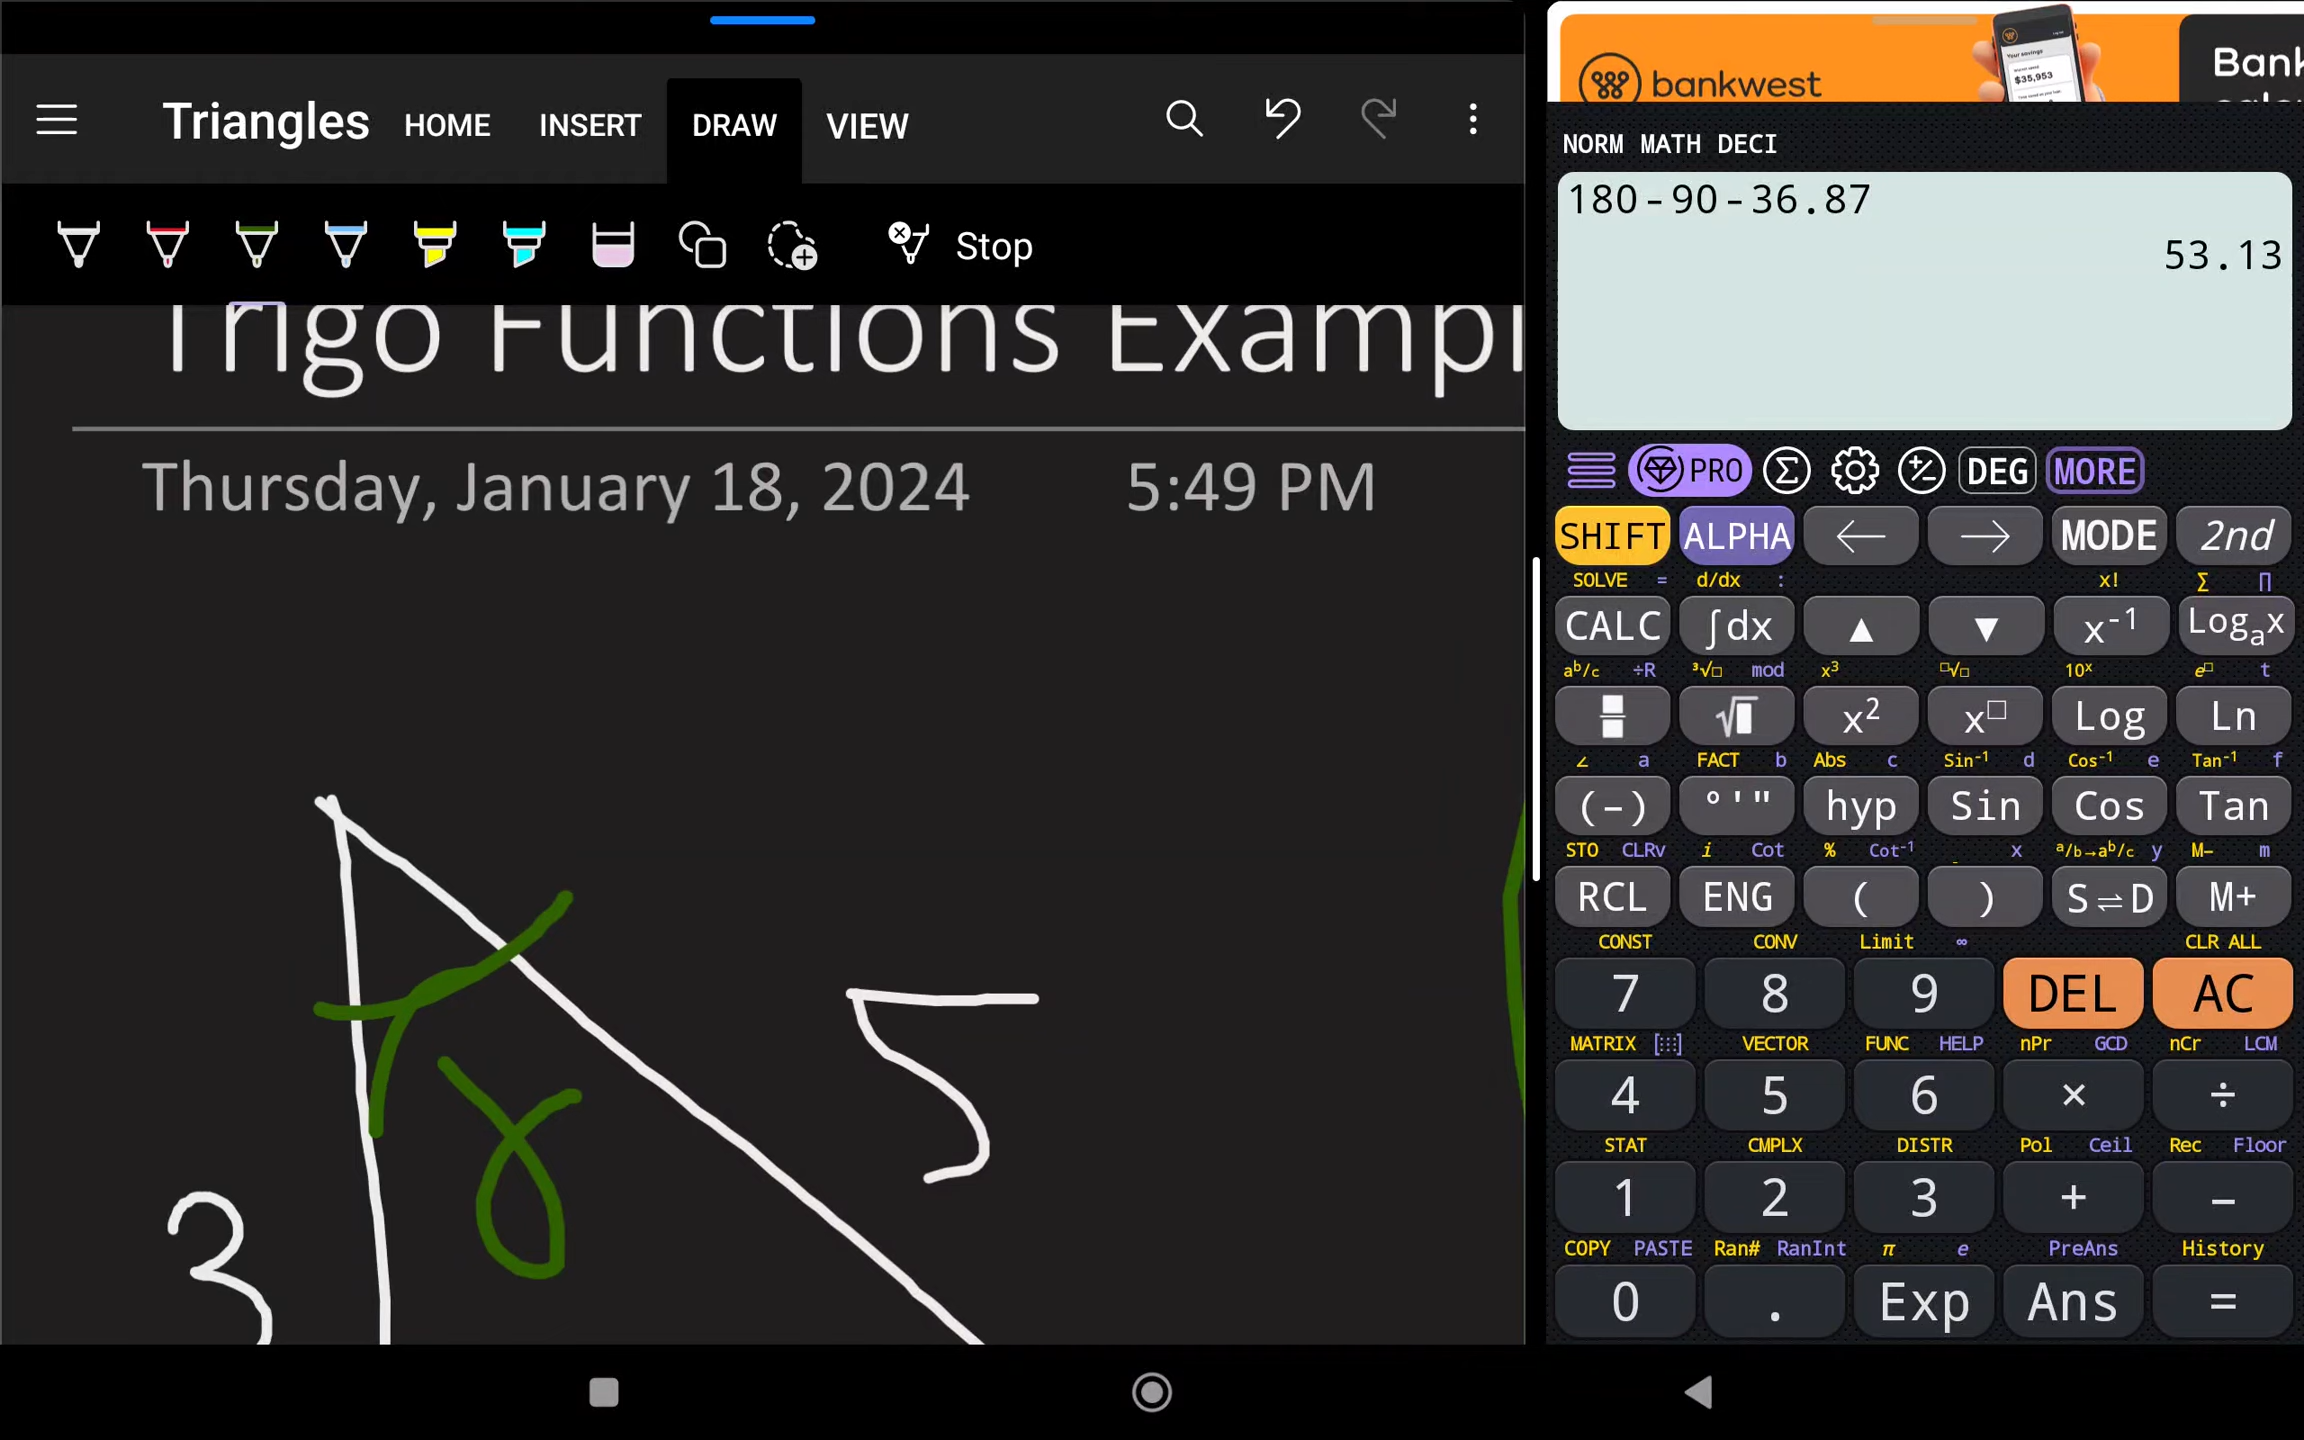 Triangles HOME INSERT DRAW VIEW
Stop
Trigo Functions Exampl
Thursday, January 18, 2024 5:49 PM
5
γ
3
bankwest
$35,953
Bank
NORM MATH DECI
180-90-36.87
53.13
PRO Σ DEG MORE
SHIFT ALPHA ← → MODE 2nd
SOLVE = d/dx : x! Σ ∏
CALC ∫dx ▲ ▼ x⁻¹ Logₐx
aᵇ/c ÷R ³√□ mod x³ □√□ 10ˣ e□ t
√ x² x□ Log Ln
∠ a FACT b Abs c Sin⁻¹ d Cos⁻¹ e Tan⁻¹ f
(-) °'" hyp Sin Cos Tan
STO CLRv i Cot % Cot⁻¹ x a/b→aᵇ/c y M- m
RCL ENG ( ) S⇌D M+
CONST CONV Limit ∞ CLR ALL
7 8 9 DEL AC
MATRIX VECTOR FUNC HELP nPr GCD nCr LCM
4 5 6 × ÷
STAT CMPLX DISTR Pol Ceil Rec Floor
1 2 3 + −
COPY PASTE Ran# RanInt π e PreAns History
0 . Exp Ans =